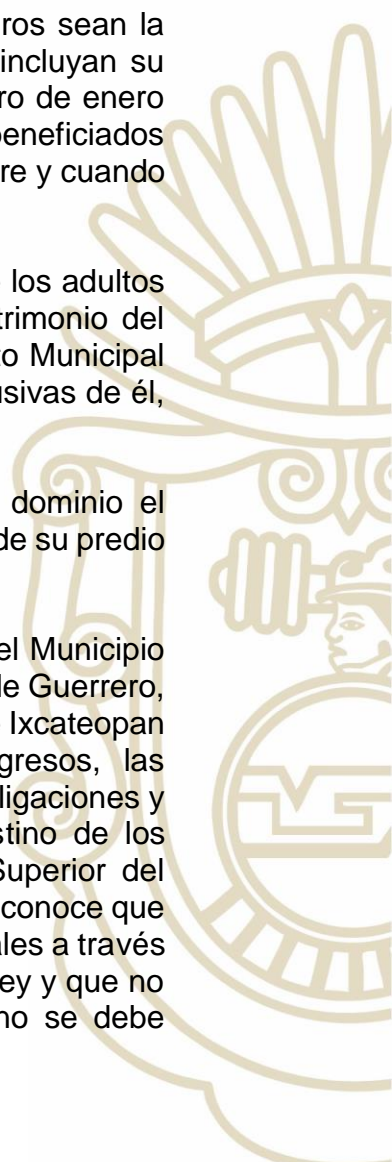 ros sean la
incluyan su
ro de enero
beneficiados
re y cuando
los adultos
trimonio del
to Municipal
usivas de él,
dominio el
de su predio
el Municipio
de Guerrero,
Ixcateopan
gresos, las
ligaciones y
stino de los
Superior del
conoce que
ales a través
ey y que no
no se debe